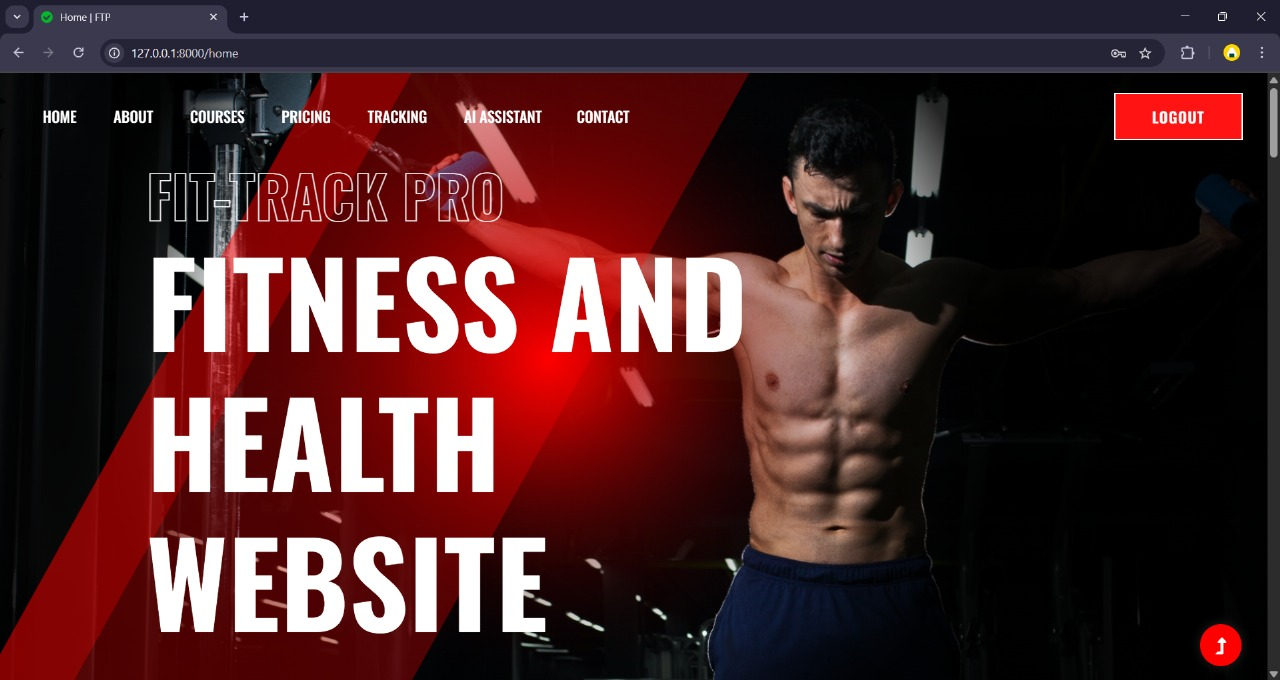 Home | FTP
127.0.0.1:8000/home
HOME ABOUT COURSES PRICING TRACKING AI ASSISTANT CONTACT LOGOUT
FIT-TRACK PRO
FITNESS AND
HEALTH
WEBSITE